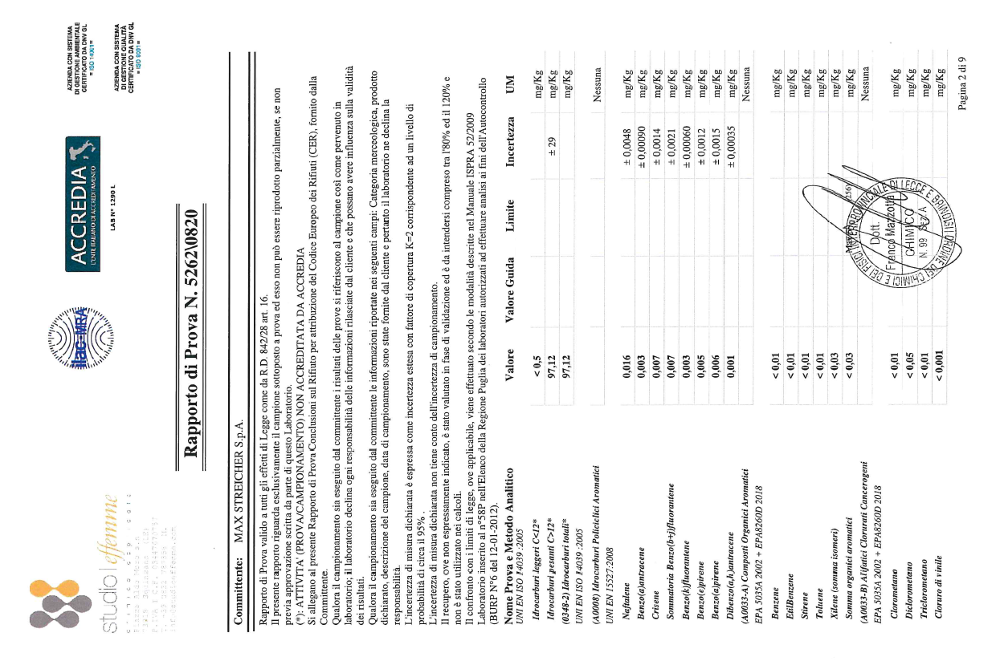 studio effemme
chimica applicata
ilac-MRA
ACCREDIA
L'ENTE ITALIANO DI ACCREDITAMENTO
LAB N° 1290 L
AZIENDA CON SISTEMA
DI GESTIONE AMBIENTALE
CERTIFICATO DA DNV GL
= ISO 14001 =
AZIENDA CON SISTEMA
DI GESTIONE QUALITÀ
CERTIFICATO DA DNV GL
= ISO 9001 =
Rapporto di Prova N. 5262\0820
Committente: MAX STREICHER S.p.A.
Rapporto di Prova valido a tutti gli effetti di Legge come da R.D. 842/28 art. 16.
Il presente rapporto riguarda esclusivamente il campione sottoposto a prova ed esso non può essere riprodotto parzialmente, se non
previa approvazione scritta da parte di questo Laboratorio.
(*): ATTIVITA' (PROVA/CAMPIONAMENTO) NON ACCREDITATA DA ACCREDIA
Si allegano al presente Rapporto di Prova Conclusioni sul Rifiuto per attribuzione del Codice Europeo dei Rifiuti (CER), fornito dalla
Committente.
Qualora il campionamento sia eseguito dal committente i risultati delle prove si riferiscono al campione così come pervenuto in
laboratorio; il laboratorio declina ogni responsabilità delle informazioni rilasciate dal cliente e che possano avere influenza sulla validità
dei risultati.
Qualora il campionamento sia eseguito dal committente le informazioni riportate nei seguenti campi: Categoria merceologica, prodotto
dichiarato, descrizione del campione, data di campionamento, sono state fornite dal cliente e pertanto il laboratorio ne declina la
responsabilità.
L'incertezza di misura dichiarata è espressa come incertezza estesa con fattore di copertura K=2 corrispondente ad un livello di
probabilità di circa il 95% .
L'incertezza di misura dichiarata non tiene conto dell'incertezza di campionamento.
Il recupero, ove non espressamente indicato, è stato valutato in fase di validazione ed è da intendersi compreso tra l'80% ed il 120% e
non è stato utilizzato nei calcoli.
Il confronto con i limiti di legge, ove applicabile, viene effettuato secondo le modalità descritte nel Manuale ISPRA 52/2009
Laboratorio inscrito al n°58P nell'Elenco della Regione Puglia dei laboratori autorizzati ad effettuare analisi ai fini dell'Autocontrollo
(BURP N°6 del 12-01-2012).
Nome Prova e Metodo Analitico Valore Valore Guida Limite Incertezza UM
UNI EN ISO 14039:2005
Idrocarburi leggeri C<12* < 0,5 mg/Kg
Idrocarburi pesanti C>12* 97,12 ± 29 mg/Kg
(0348-2) Idrocarburi totali* 97,12 mg/Kg
UNI EN ISO 14039:2005
(A0008) Idrocarburi Policiclici Aromatici Nessuna
UNI EN 15527:2008
Naftalene 0,016 ± 0,0048 mg/Kg
Benzo(a)antracene 0,003 ± 0,00090 mg/Kg
Crisene 0,007 ± 0,0014 mg/Kg
Sommatoria Benzo(b+j)fluorantene 0,007 ± 0,0021 mg/Kg
Benzo(k)fluorantene 0,003 ± 0,00060 mg/Kg
Benzo(e)pirene 0,005 ± 0,0012 mg/Kg
Benzo(a)pirene 0,006 ± 0,0015 mg/Kg
Dibenzo(a,h)antracene 0,001 ± 0,00035 mg/Kg
(A0033-A) Composti Organici Aromatici Nessuna
EPA 5035A 2002 + EPA8260D 2018
Benzene < 0,01 mg/Kg
EtilBenzene < 0,01 mg/Kg
Stirene < 0,01 mg/Kg
Toluene < 0,01 mg/Kg
Xilene (somma isomeri) < 0,03 mg/Kg
Somma organici aromatici < 0,03 mg/Kg
(A0033-B) Alifatici Clorurati Cancerogeni Nessuna
EPA 5035A 2002 + EPA8260D 2018
Clorometano < 0,01 mg/Kg
Diclorometano < 0,05 mg/Kg
Triclorometano < 0,01 mg/Kg
Cloruro di vinile < 0,001 mg/Kg
ORDINE DEI CHIMICI E DEI FISICI INTERPROVINCIALE DI LECCE E BRINDISI
Dott.
Franco Mazzotta
CHIMICO
N. 99 Sez. A
Pagina 2 di 9